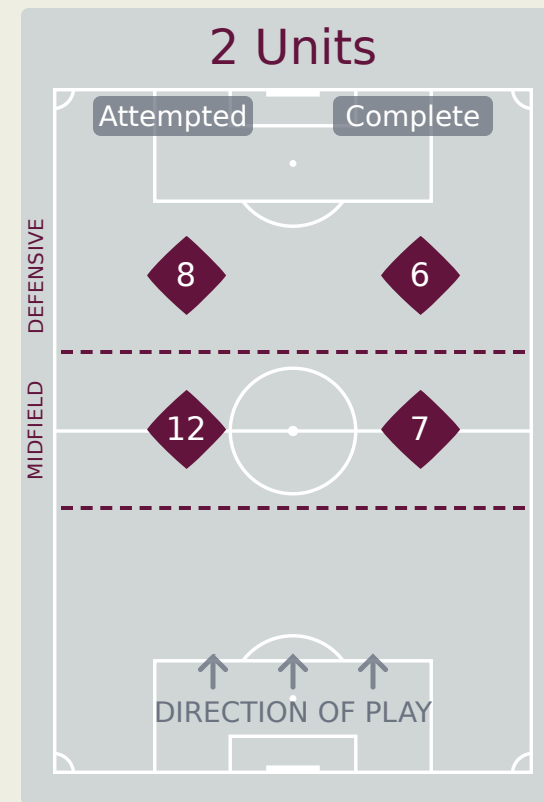 2 Units
Attempted Complete
DEFENSIVE
8 6
MIDFIELD
12 7
DIRECTION OF PLAY